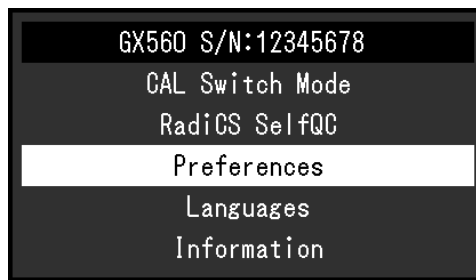 GX560 S/N:12345678
CAL Switch Mode
RadiCS SelfQC
Preferences
Languages
Information